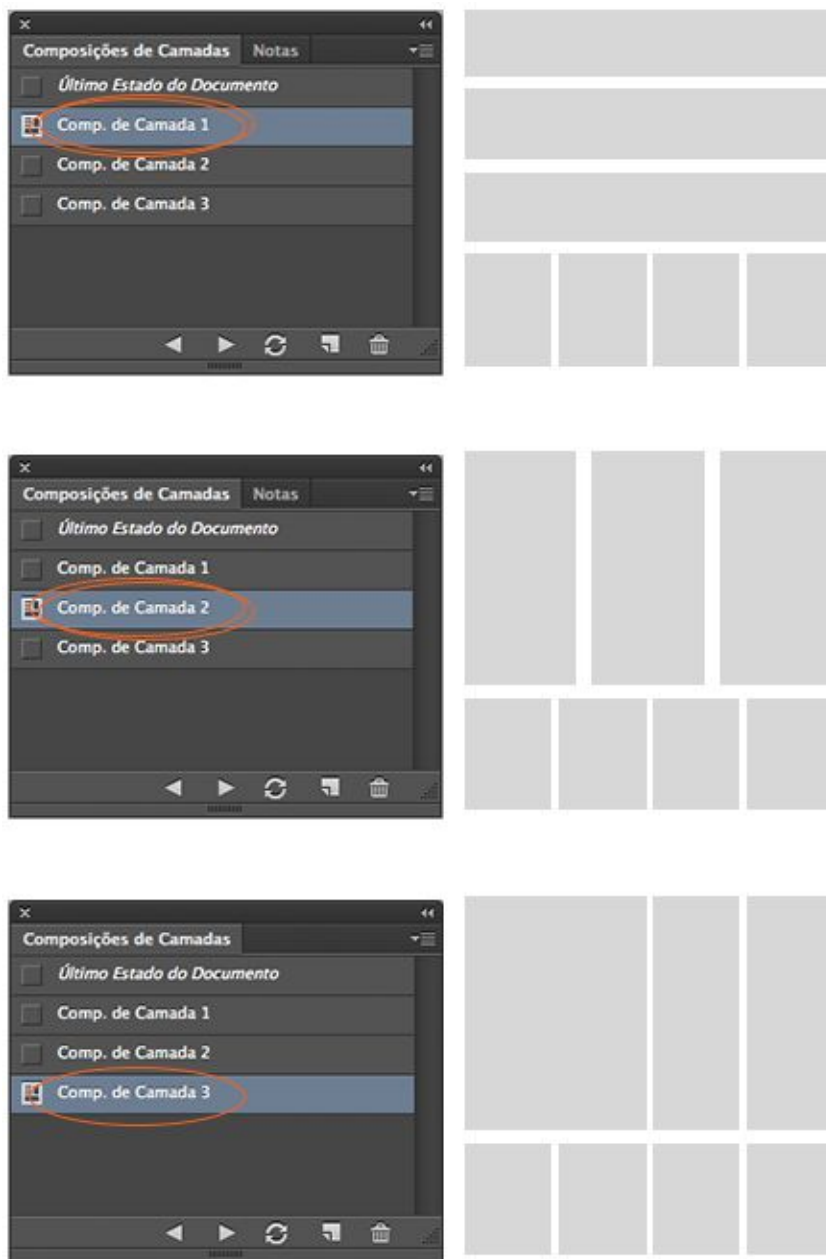 Composições de Camadas Notas
Último Estado do Documento
Comp. de Camada 1
Comp. de Camada 2
Comp. de Camada 3
Composições de Camadas Notas
Último Estado do Documento
Comp. de Camada 1
Comp. de Camada 2
Comp. de Camada 3
Composições de Camadas
Último Estado do Documento
Comp. de Camada 1
Comp. de Camada 2
Comp. de Camada 3